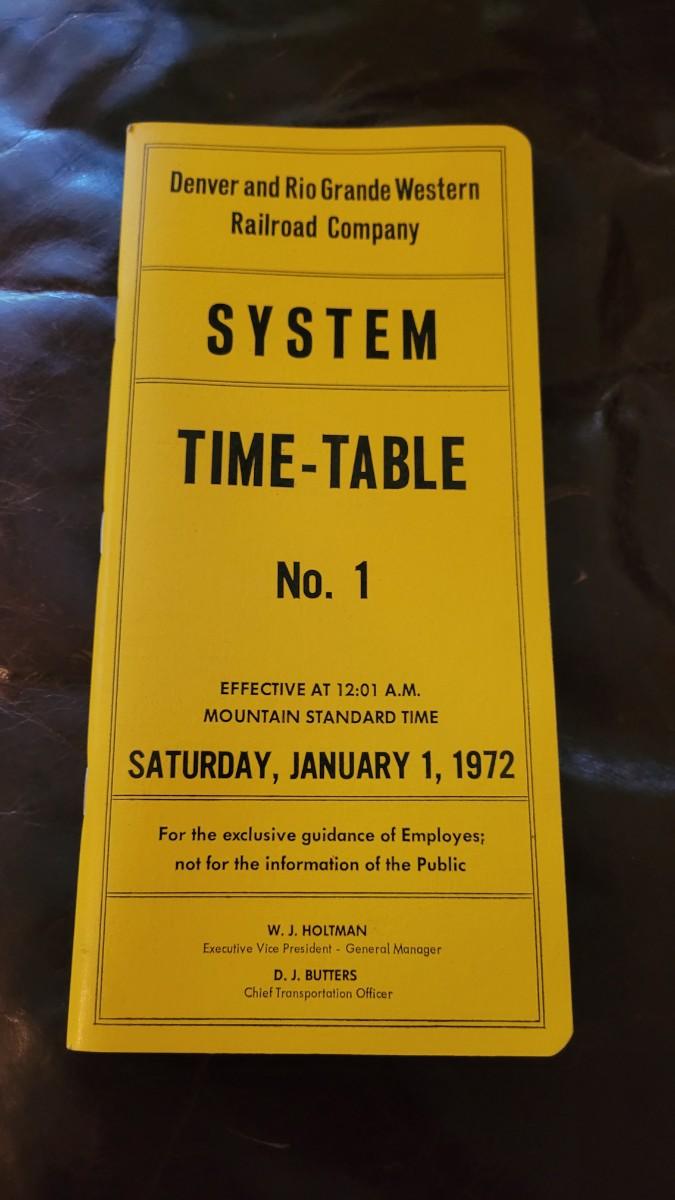 Denver and Rio Grande Western
Railroad Company
SYSTEM
TIME-TABLE
No. 1
EFFECTIVE AT 12:01 A.M.
MOUNTAIN STANDARD TIME
SATURDAY, JANUARY 1, 1972
For the exclusive guidance of Employes;
not for the information of the Public
W. J. HOLTMAN
Executive Vice President - General Manager
D. J. BUTTERS
Chief Transportation Officer